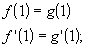 f(1) = g(1)
f'(1) = g'(1);